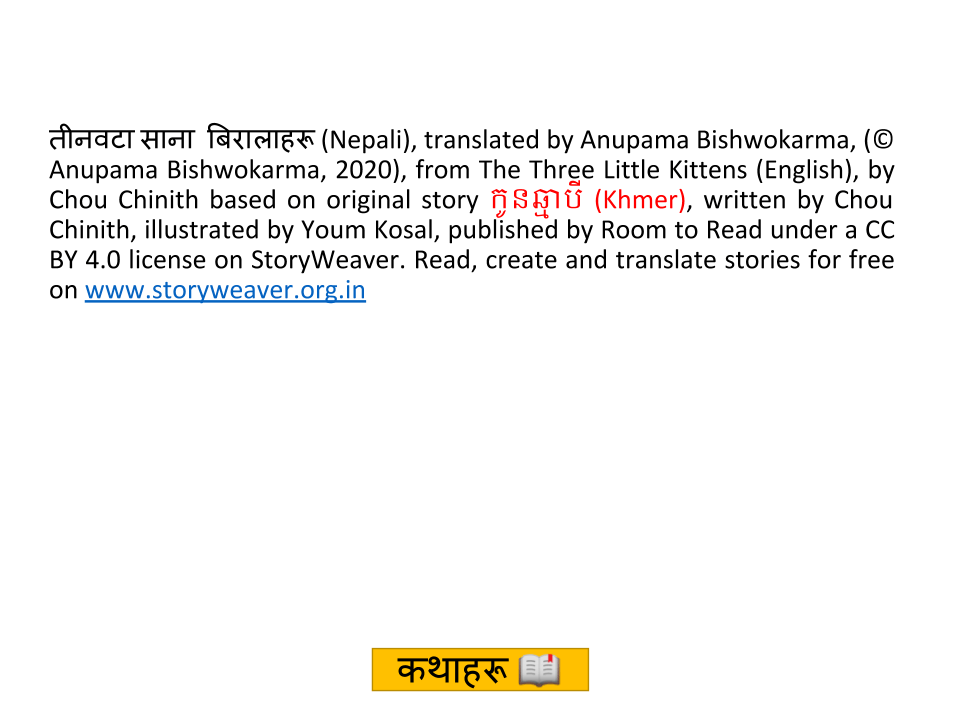 तीनवटा साना  बिरालाहरू (Nepali), translated by Anupama Bishwokarma, (©
Anupama Bishwokarma, 2020), from The Three Little Kittens (English), by
Chou Chinith based on original story កូនឆ្មាបី (Khmer), written by Chou
Chinith, illustrated by Youm Kosal, published by Room to Read under a CC
BY 4.0 license on StoryWeaver. Read, create and translate stories for free
on www.storyweaver.org.in
कथाहरू 📖